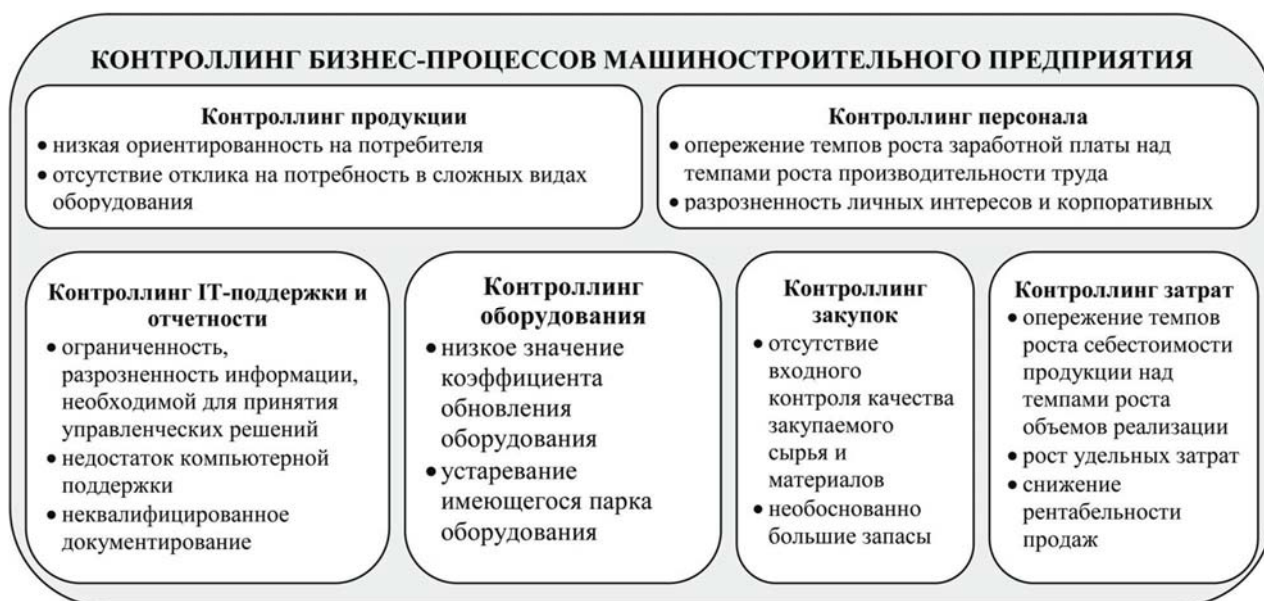 КОНТРОЛЛИНГ БИЗНЕС-ПРОЦЕССОВ МАШИНОСТРОИТЕЛЬНОГО ПРЕДПРИЯТИЯ
Контроллинг продукции
• низкая ориентированность на потребителя
• отсутствие отклика на потребность в сложных видах
оборудования
Контроллинг персонала
• опережение темпов роста заработной платы над
темпами роста производительности труда
• разрозненность личных интересов и корпоративных
Контроллинг IT-поддержки и
отчетности
• ограниченность,
разрозненность информации,
необходимой для принятия
управленческих решений
• недостаток компьютерной
поддержки
• неквалифицированное
документирование
Контроллинг
оборудования
• низкое значение
коэффициента
обновления
оборудования
• устаревание
имеющегося парка
оборудования
Контроллинг
закупок
• отсутствие
входного
контроля качества
закупаемого
сырья и
материалов
• необоснованно
большие запасы
Контроллинг затрат
• опережение темпов
роста себестоимости
продукции над
темпами роста
объемов реализации
• рост удельных затрат
• снижение
рентабельности
продаж